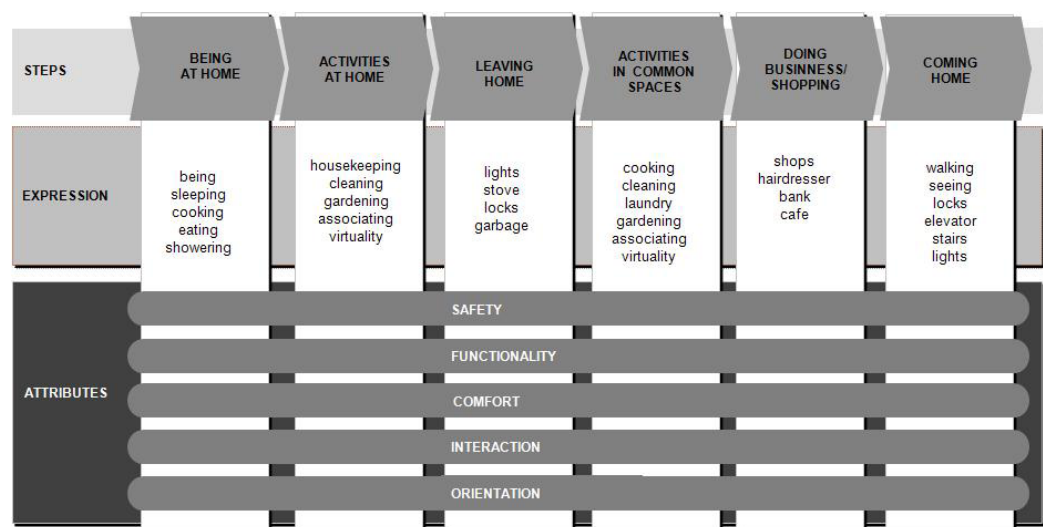 STEPS
BEING
AT HOME
ACTIVITIES
AT HOME
LEAVING
HOME
ACTIVITIES
IN COMMON
SPACES
DOING
BUSINNESS/
SHOPPING
COMING
HOME
EXPRESSION
being
sleeping
cooking
eating
showering
housekeeping
cleaning
gardening
associating
virtuality
lights
stove
locks
garbage
cooking
cleaning
laundry
gardening
associating
virtuality
shops
hairdresser
bank
cafe
walking
seeing
locks
elevator
stairs
lights
ATTRIBUTES
SAFETY
FUNCTIONALITY
COMFORT
INTERACTION
ORIENTATION